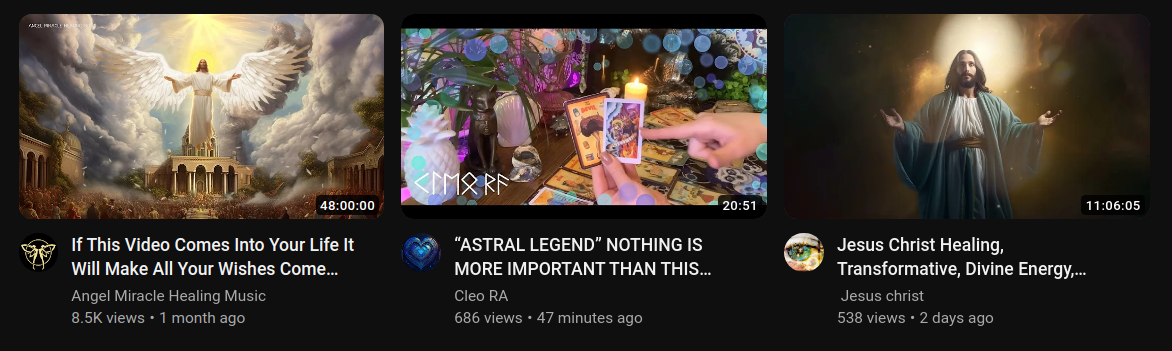 48:00:00
If This Video Comes Into Your Life It
Will Make All Your Wishes Come…
Angel Miracle Healing Music
8.5K views • 1 month ago
ᚲᛚᛖᛟ ᚱᚨ
20:51
“ASTRAL LEGEND” NOTHING IS
MORE IMPORTANT THAN THIS…
Cleo RA
686 views • 47 minutes ago
11:06:05
Jesus Christ Healing,
Transformative, Divine Energy,…
Jesus christ
538 views • 2 days ago